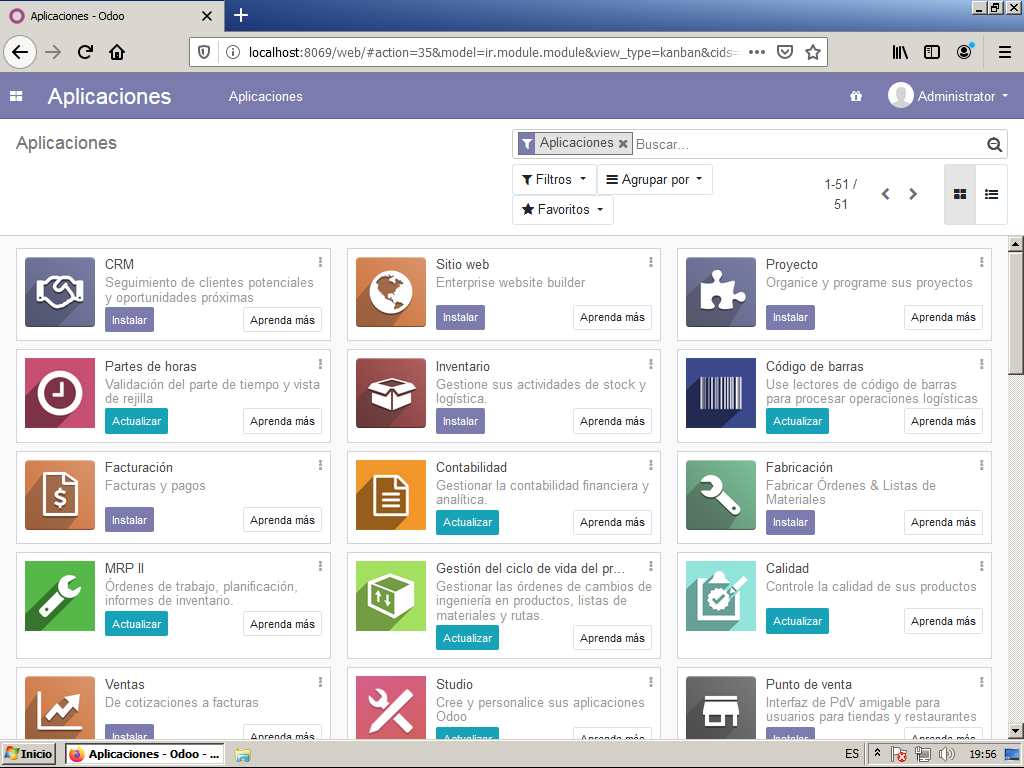 Aplicaciones - Odoo
localhost:8069/web/#action=35&model=ir.module.module&view_type=kanban&cids=
Aplicaciones
Aplicaciones
Administrator
Aplicaciones
Aplicaciones
Buscar...
Filtros
Agrupar por
Favoritos
1-51 /
51
CRM
Seguimiento de clientes potenciales
y oportunidades próximas
Instalar
Aprenda más
Sitio web
Enterprise website builder
Instalar
Aprenda más
Proyecto
Organice y programe sus proyectos
Instalar
Aprenda más
Partes de horas
Validación del parte de tiempo y vista
de rejilla
Actualizar
Aprenda más
Inventario
Gestione sus actividades de stock y
logística.
Instalar
Aprenda más
Código de barras
Use lectores de código de barras
para procesar operaciones logísticas
Actualizar
Aprenda más
Facturación
Facturas y pagos
Instalar
Aprenda más
Contabilidad
Gestionar la contabilidad financiera y
analítica.
Actualizar
Aprenda más
Fabricación
Fabricar Órdenes & Listas de
Materiales
Instalar
Aprenda más
MRP II
Órdenes de trabajo, planificación,
informes de inventario.
Actualizar
Aprenda más
Gestión del ciclo de vida del pr...
Gestionar las órdenes de cambios de
ingeniería en productos, listas de
materiales y rutas.
Actualizar
Aprenda más
Calidad
Controle la calidad de sus productos
Actualizar
Aprenda más
Ventas
De cotizaciones a facturas
Instalar
Aprenda más
Studio
Cree y personalice sus aplicaciones
Odoo
Actualizar
Aprenda más
Punto de venta
Interfaz de PdV amigable para
usuarios para tiendas y restaurantes
Instalar
Aprenda más
Inicio
Aplicaciones - Odoo - ...
ES
19:56